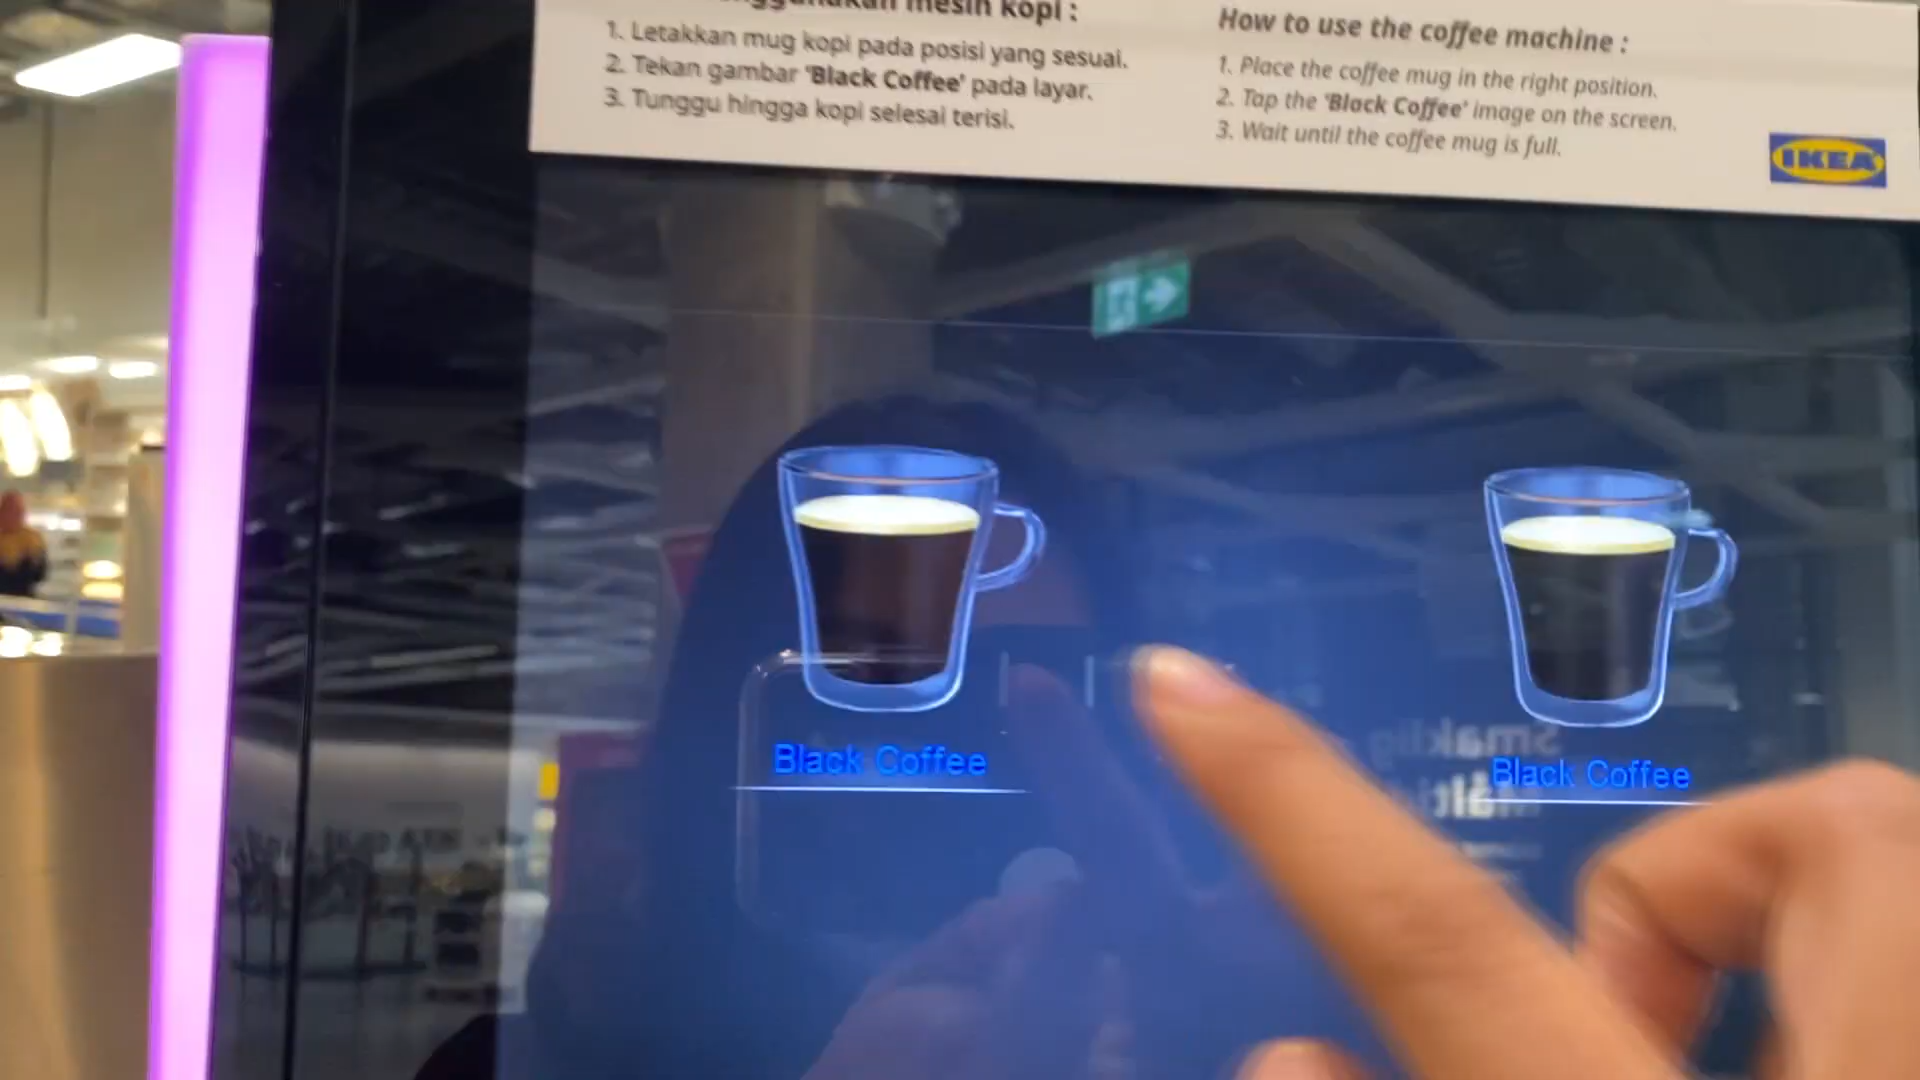 mesin kopi :
1. Letakkan mug kopi pada posisi yang sesuai.
2. Tekan gambar 'Black Coffee' pada layar.
3. Tunggu hingga kopi selesai terisi.
How to use the coffee machine :
1. Place the coffee mug in the right position.
2. Tap the 'Black Coffee' image on the screen.
3. Wait until the coffee mug is full.
IKEA
Black Coffee
Black Coffee
Smaklig